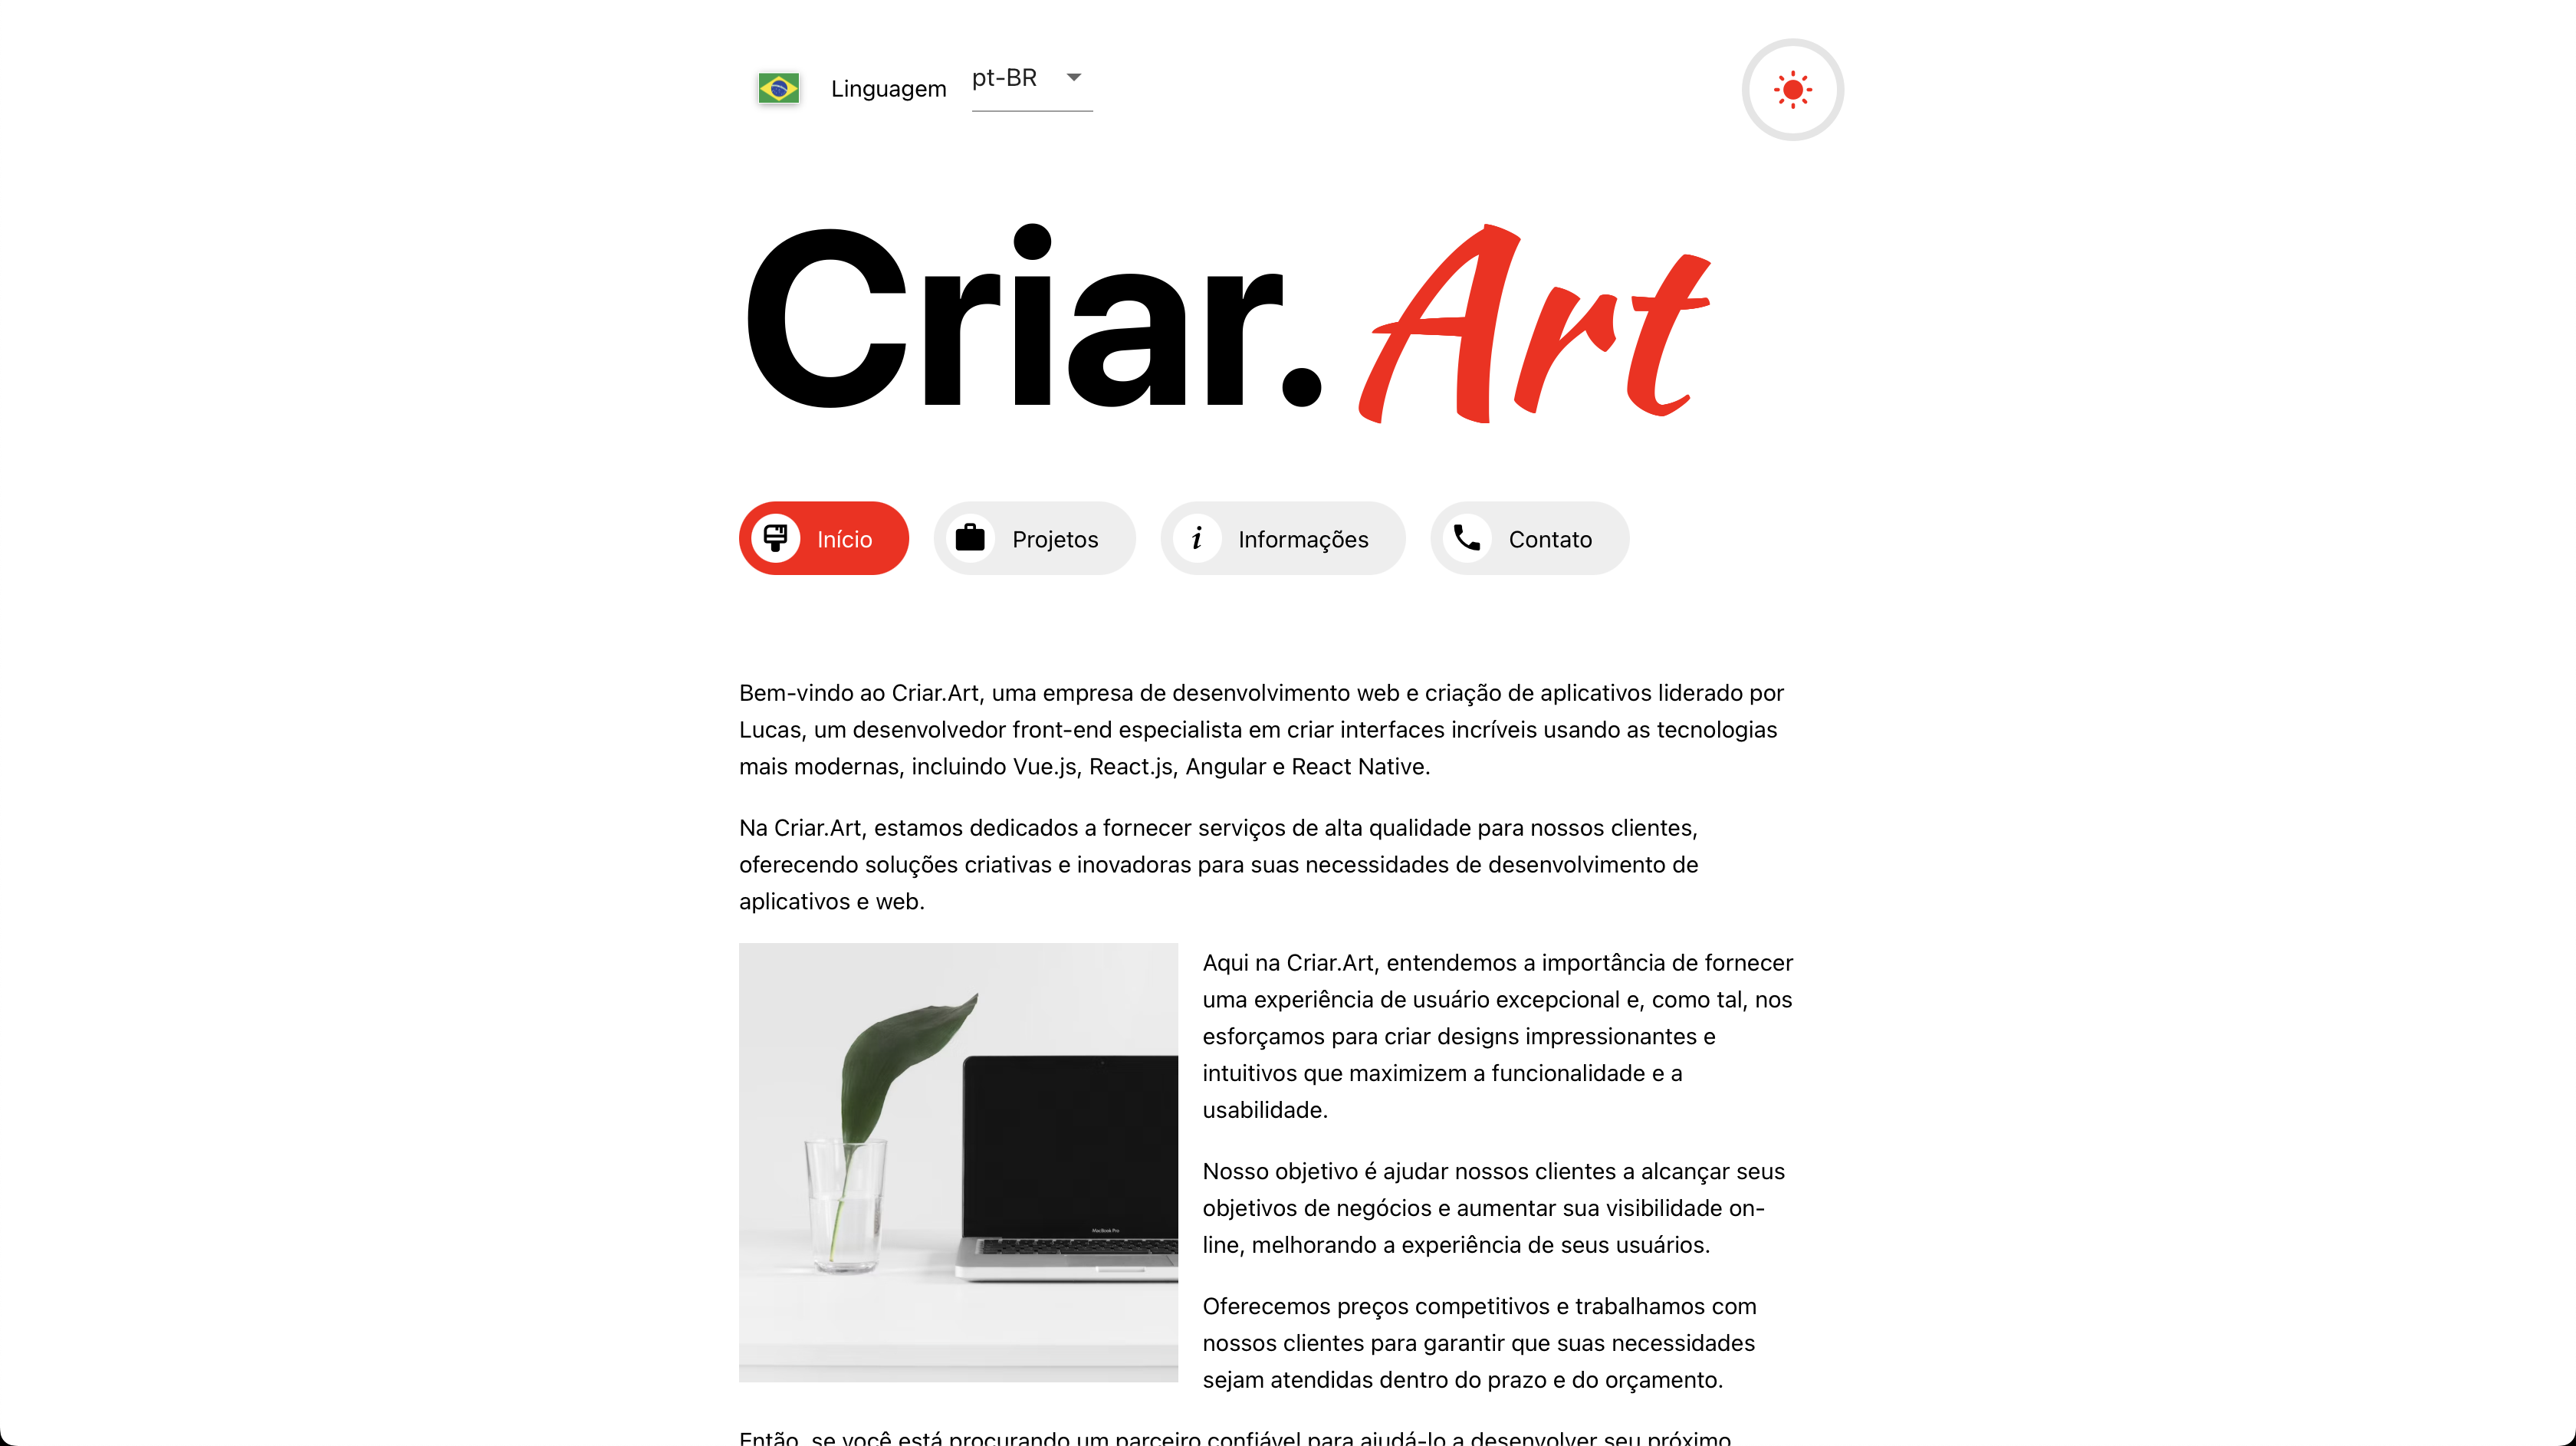 Linguagem pt-BR
Criar.Art
Início Projetos Informações Contato
Bem-vindo ao Criar.Art, uma empresa de desenvolvimento web e criação de aplicativos liderado por
Lucas, um desenvolvedor front-end especialista em criar interfaces incríveis usando as tecnologias
mais modernas, incluindo Vue.js, React.js, Angular e React Native.
Na Criar.Art, estamos dedicados a fornecer serviços de alta qualidade para nossos clientes,
oferecendo soluções criativas e inovadoras para suas necessidades de desenvolvimento de
aplicativos e web.
MacBook Pro
Aqui na Criar.Art, entendemos a importância de fornecer
uma experiência de usuário excepcional e, como tal, nos
esforçamos para criar designs impressionantes e
intuitivos que maximizem a funcionalidade e a
usabilidade.
Nosso objetivo é ajudar nossos clientes a alcançar seus
objetivos de negócios e aumentar sua visibilidade on-
line, melhorando a experiência de seus usuários.
Oferecemos preços competitivos e trabalhamos com
nossos clientes para garantir que suas necessidades
sejam atendidas dentro do prazo e do orçamento.
Então, se você está procurando um parceiro confiável para ajudá-lo a desenvolver seu próximo